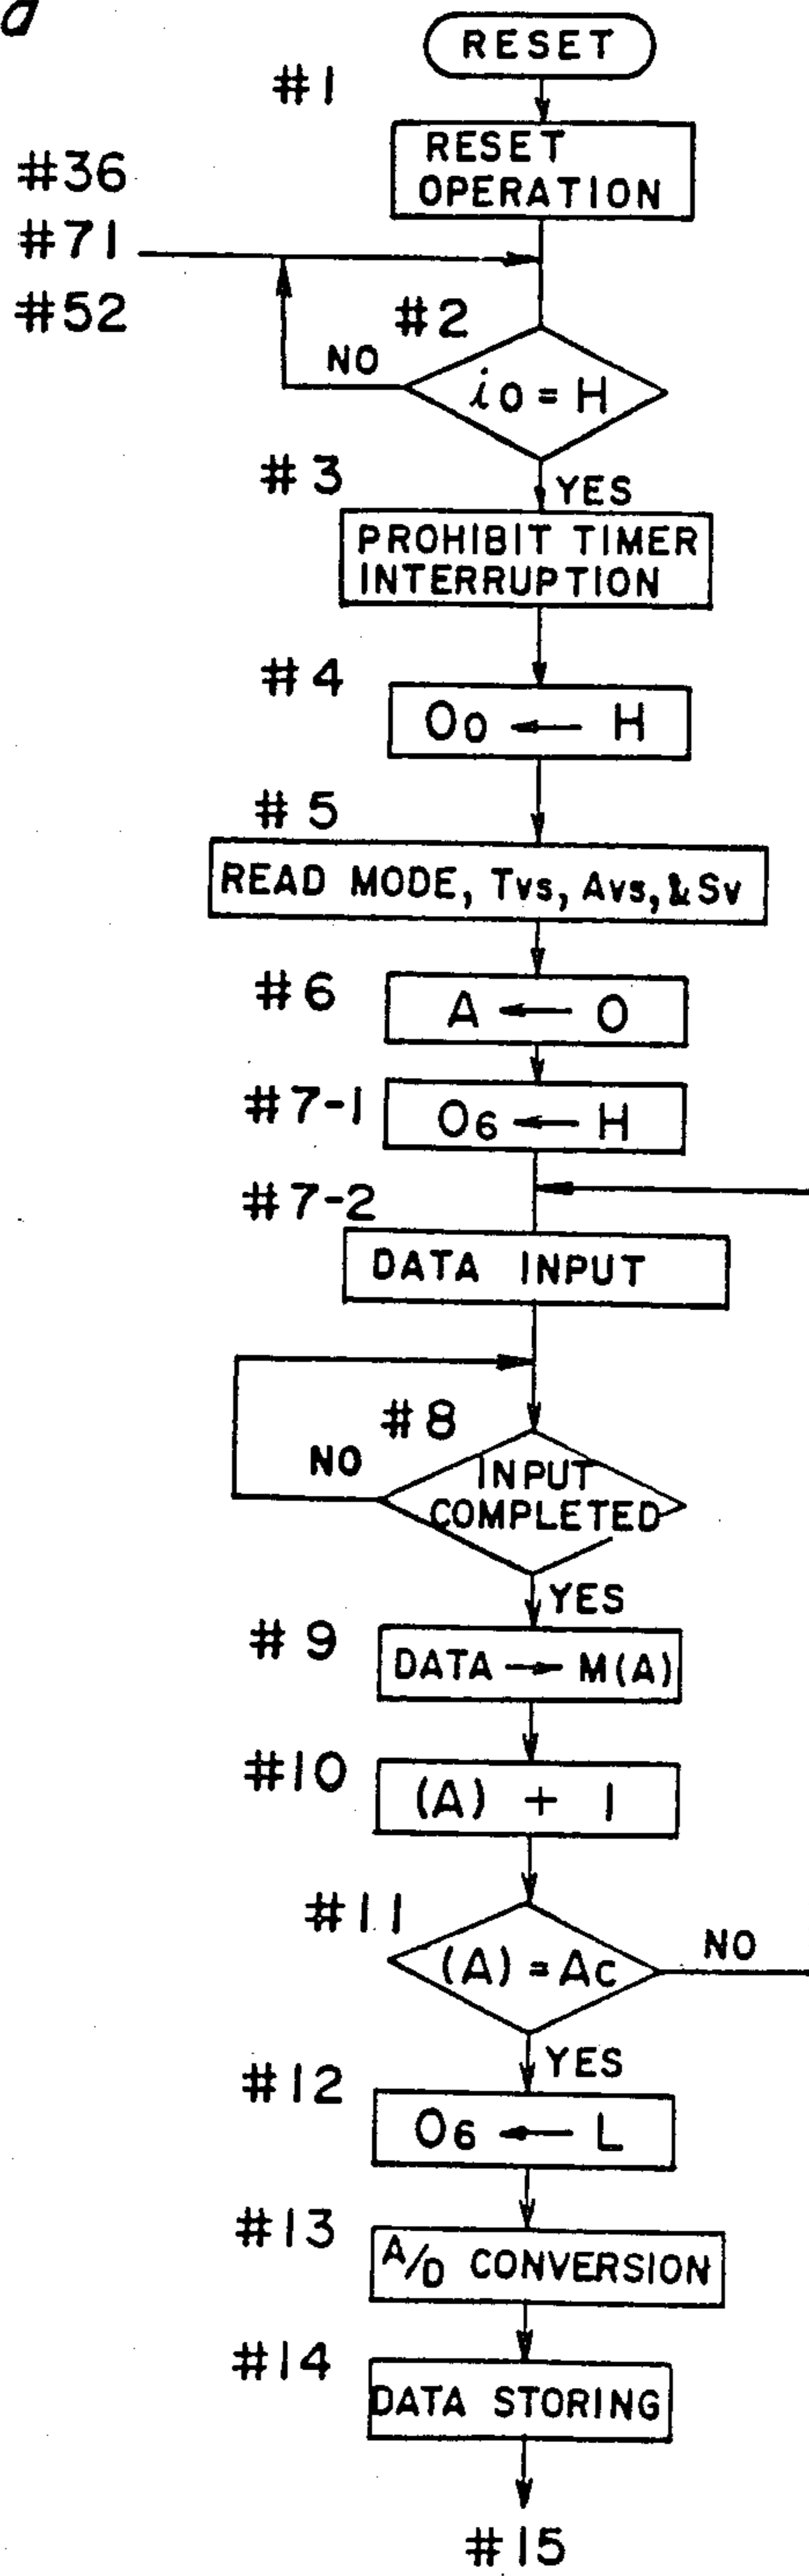 a
RESET
#1
RESET
OPERATION
#36
#71
#52
#2
NO
i0 = H
#3
YES
PROHIBIT TIMER
INTERRUPTION
#4
O0 ← H
#5
READ MODE, Tvs, Avs, & Sv
#6
A ← 0
#7-1
O6 ← H
#7-2
DATA INPUT
#8
NO
INPUT
COMPLETED
YES
#9
DATA → M(A)
#10
(A) + 1
#11
(A) = Ac
NO
YES
#12
O6 ← L
#13
A/D CONVERSION
#14
DATA STORING
#15